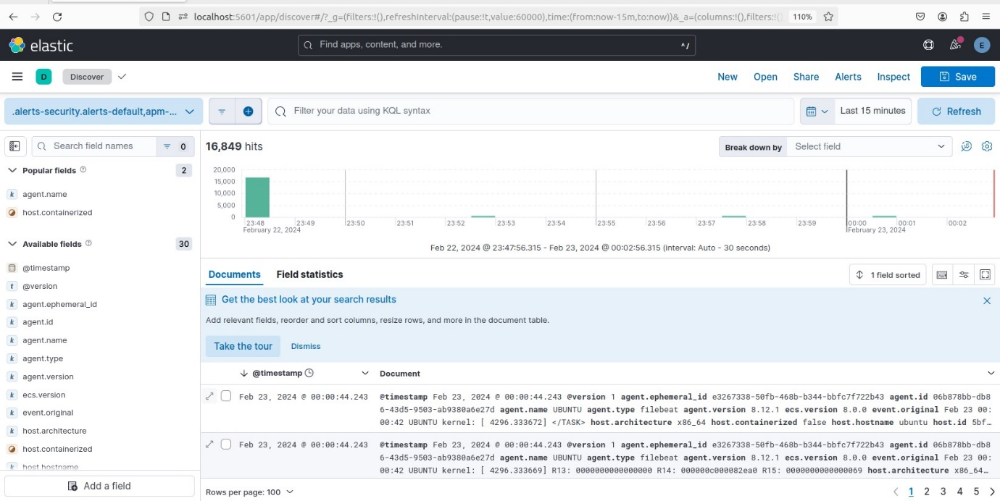 localhost:5601/app/discover#/?_g=(filters:!(),refreshInterval:(pause:!t,value:60000),time:(from:now-15m,to:now))&_a=(columns:!(),filters:!() 110%
elastic Find apps, content, and more. ^/ E
D Discover New Open Share Alerts Inspect Save
.alerts-security.alerts-default,apm-... Filter your data using KQL syntax Last 15 minutes Refresh
Search field names 0
16,849 hits Break down by Select field
Popular fields 2
k agent.name
host.containerized
Available fields 30
@timestamp
t @version
k agent.ephemeral_id
k agent.id
k agent.name
k agent.type
k agent.version
k ecs.version
k event.original
k host.architecture
host.containerized
k host.hostname
Add a field
20,000
15,000
10,000
5,000
0
23:48 23:49 23:50 23:51 23:52 23:53 23:54 23:55 23:56 23:57 23:58 23:59 00:00 00:01 00:02
February 22, 2024 February 23, 2024
Feb 22, 2024 @ 23:47:56.315 - Feb 23, 2024 @ 00:02:56.315 (interval: Auto - 30 seconds)
Documents Field statistics 1 field sorted
Get the best look at your search results
Add relevant fields, reorder and sort columns, resize rows, and more in the document table.
Take the tour Dismiss
@timestamp Document
Feb 23, 2024 @ 00:00:44.243 @timestamp Feb 23, 2024 @ 00:00:44.243 @version 1 agent.ephemeral_id e3267338-50fb-468b-b344-bbfc7f722b43 agent.id 06b878bb-db8
6-43d5-9503-ab9380a6e27d agent.name UBUNTU agent.type filebeat agent.version 8.12.1 ecs.version 8.0.0 event.original Feb 23 00:
00:42 UBUNTU kernel: [ 4296.333672] </TASK> host.architecture x86_64 host.containerized false host.hostname ubuntu host.id 5bf…
Feb 23, 2024 @ 00:00:44.243 @timestamp Feb 23, 2024 @ 00:00:44.243 @version 1 agent.ephemeral_id e3267338-50fb-468b-b344-bbfc7f722b43 agent.id 06b878bb-db8
6-43d5-9503-ab9380a6e27d agent.name UBUNTU agent.type filebeat agent.version 8.12.1 ecs.version 8.0.0 event.original Feb 23 00:
00:42 UBUNTU kernel: [ 4296.333669] R13: 0000000000000000 R14: 000000c000082ea0 R15: 0000000000000069 host.architecture x86_64…
Rows per page: 100 1 2 3 4 5